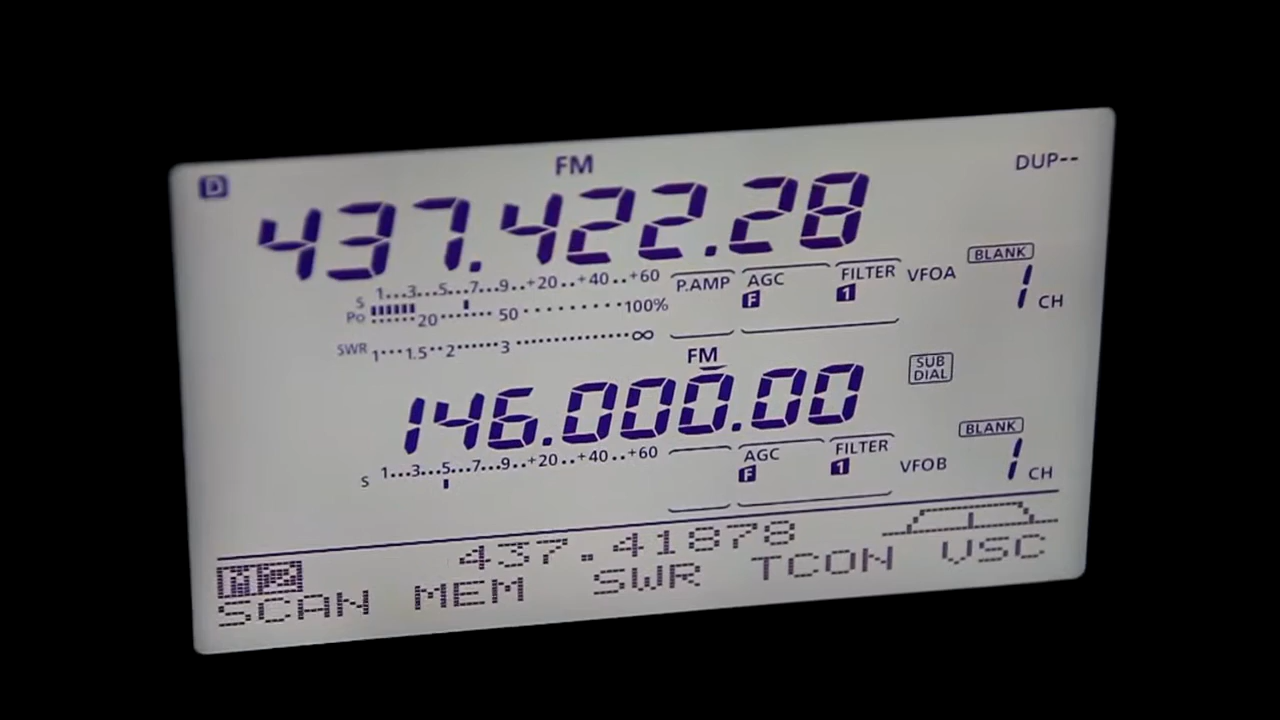 D FM DUP--
437.422.28
BLANK
S 1...3...5...7...9..+20..+40..+60 P.AMP AGC FILTER VFOA 1 CH
F 1
Po 20 50 100%
SWR 1 1.5 2 3 ∞
FM
146.000.00 SUB DIAL
BLANK
S 1...3...5...7...9..+20..+40..+60 AGC FILTER VFOB 1 CH
F 1
M2 437.41878
SCAN MEM SWR TCON VSC